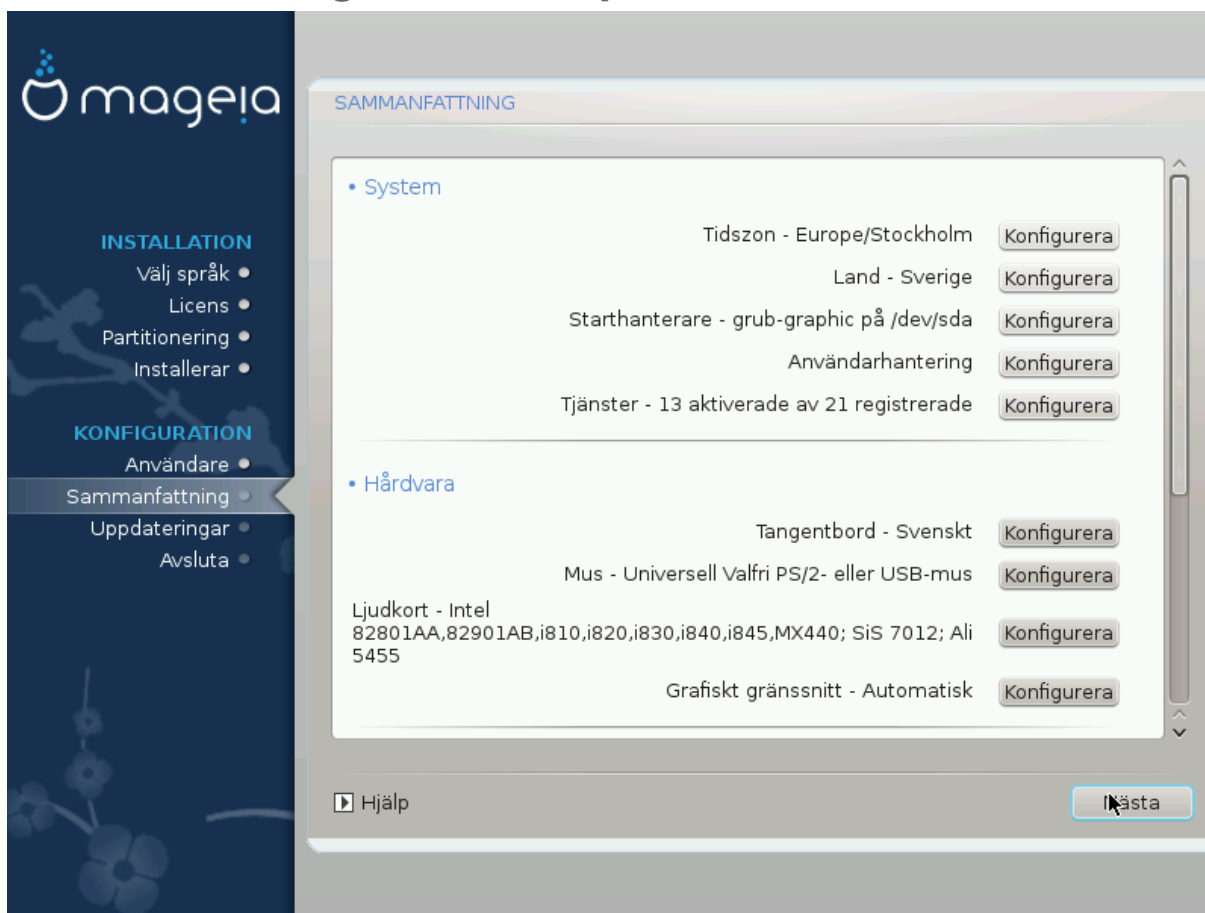 mageia
INSTALLATION
Välj språk
Licens
Partitionering
Installerar
KONFIGURATION
Användare
Sammanfattning
Uppdateringar
Avsluta
SAMMANFATTNING
• System
Tidszon - Europe/Stockholm Konfigurera
Land - Sverige Konfigurera
Starthanterare - grub-graphic på /dev/sda Konfigurera
Användarhantering Konfigurera
Tjänster - 13 aktiverade av 21 registrerade Konfigurera
• Hårdvara
Tangentbord - Svenskt Konfigurera
Mus - Universell Valfri PS/2- eller USB-mus Konfigurera
Ljudkort - Intel
82801AA,82901AB,i810,i820,i830,i840,i845,MX440; SiS 7012; Ali Konfigurera
5455
Grafiskt gränssnitt - Automatisk Konfigurera
Hjälp
Nästa